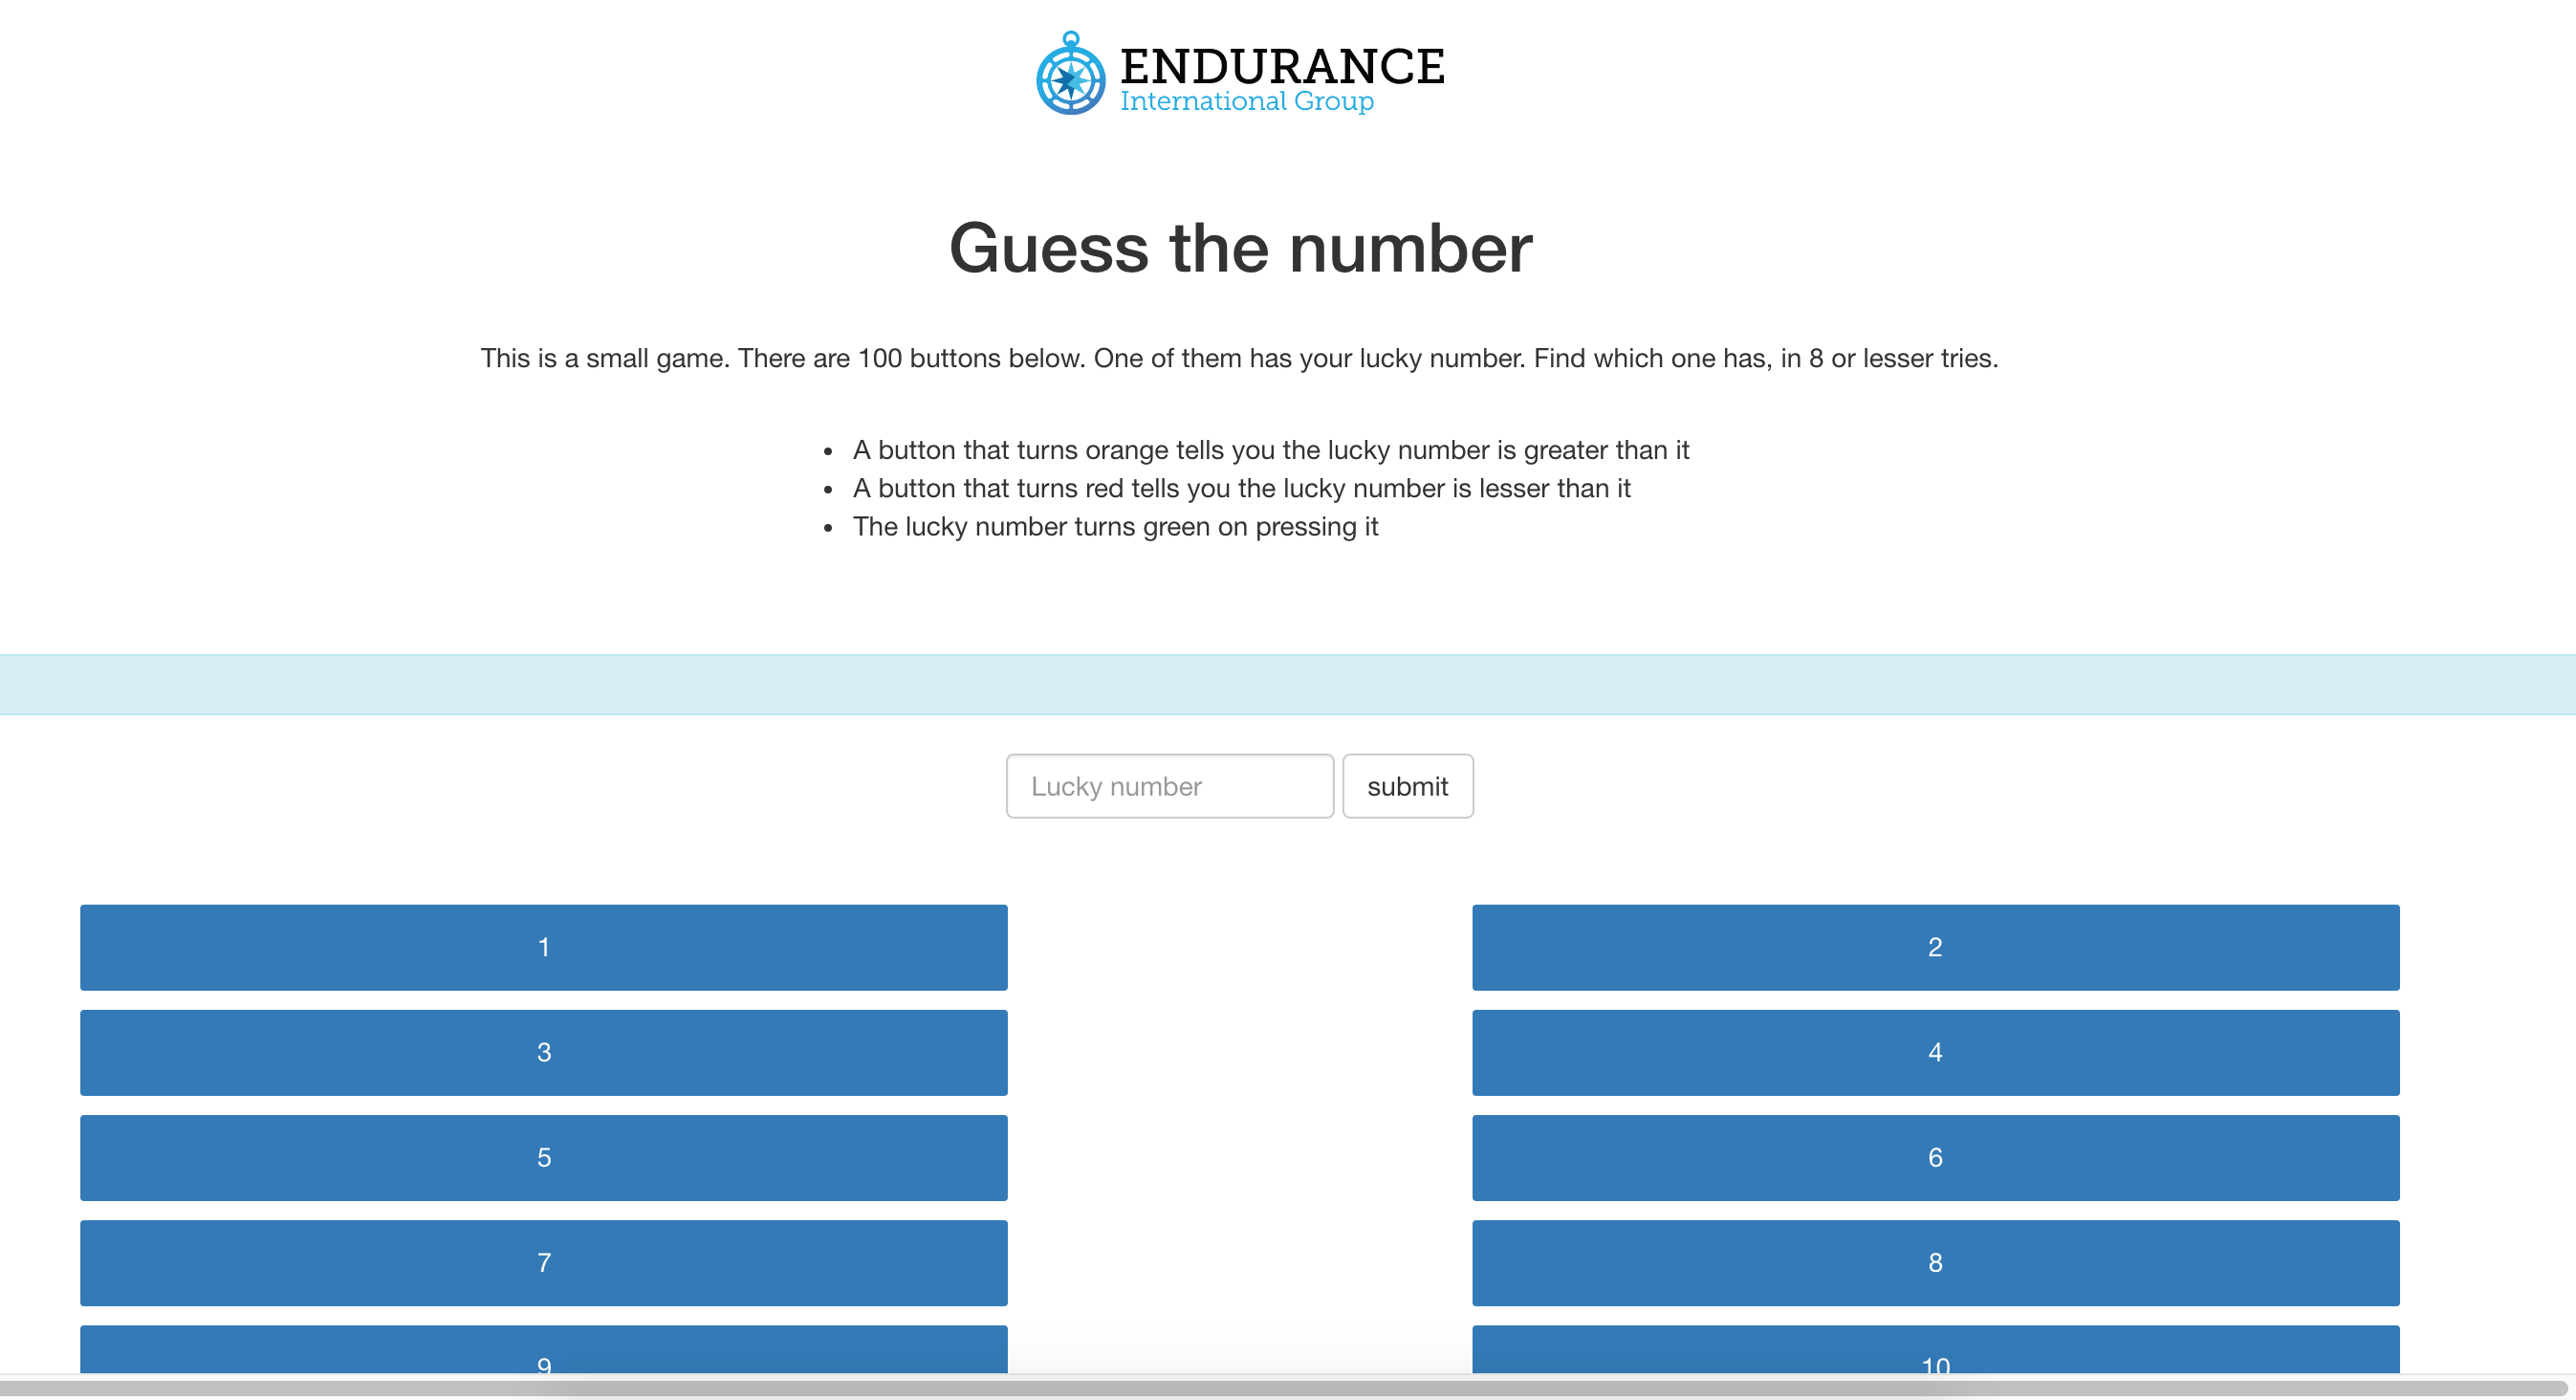 ENDURANCE
International Group
Guess the number
This is a small game. There are 100 buttons below. One of them has your lucky number. Find which one has, in 8 or lesser tries.
• A button that turns orange tells you the lucky number is greater than it
• A button that turns red tells you the lucky number is lesser than it
• The lucky number turns green on pressing it
Lucky number submit
1 2
3 4
5 6
7 8
9 10